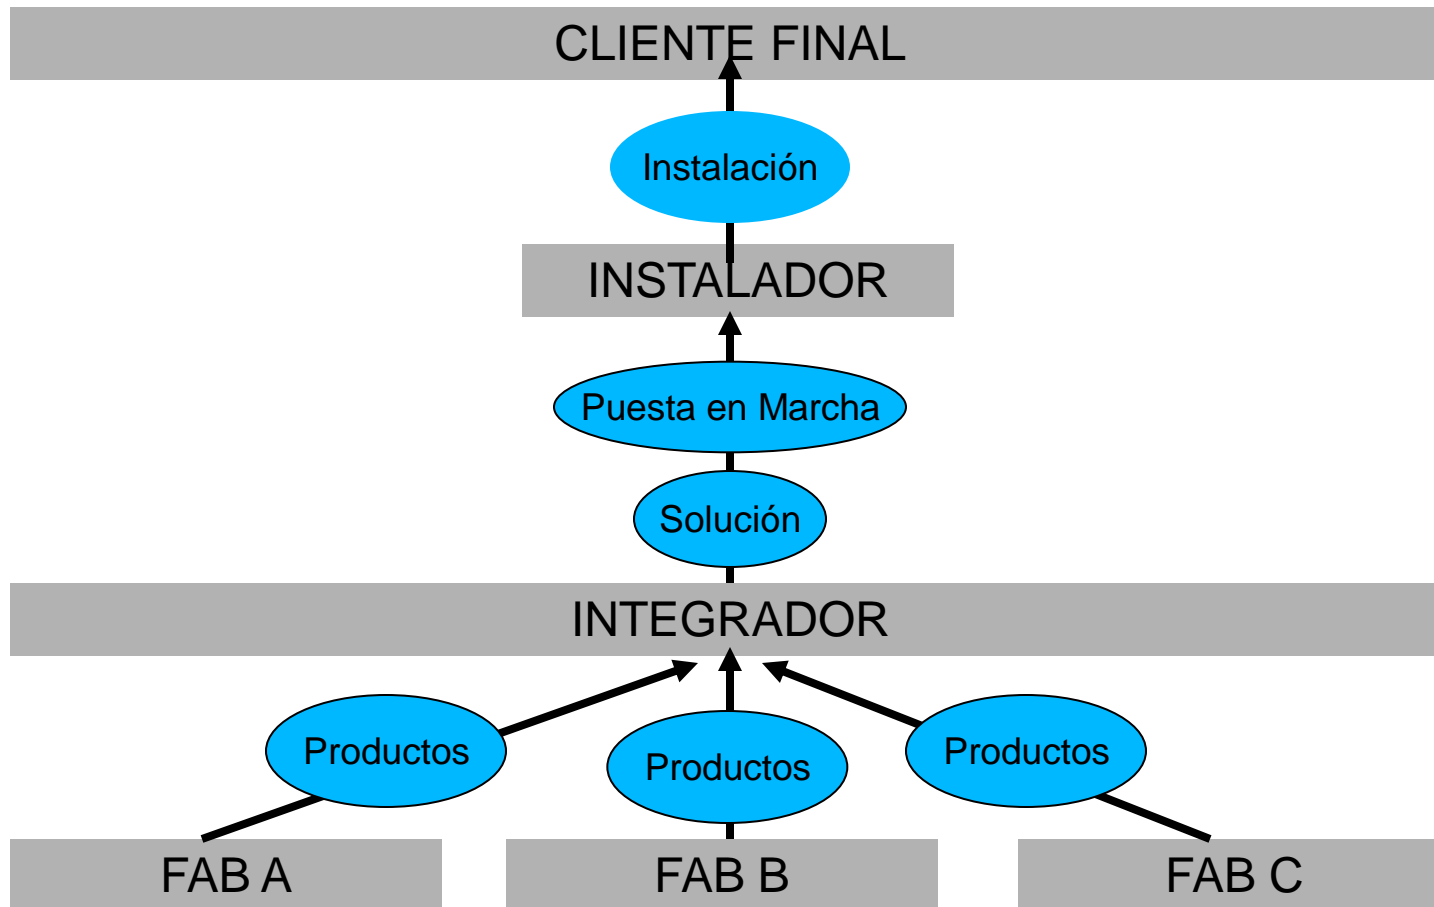 CLIENTE FINAL
Instalación
INSTALADOR
Puesta en Marcha
Solución
INTEGRADOR
Productos
Productos
Productos
FAB A
FAB B
FAB C